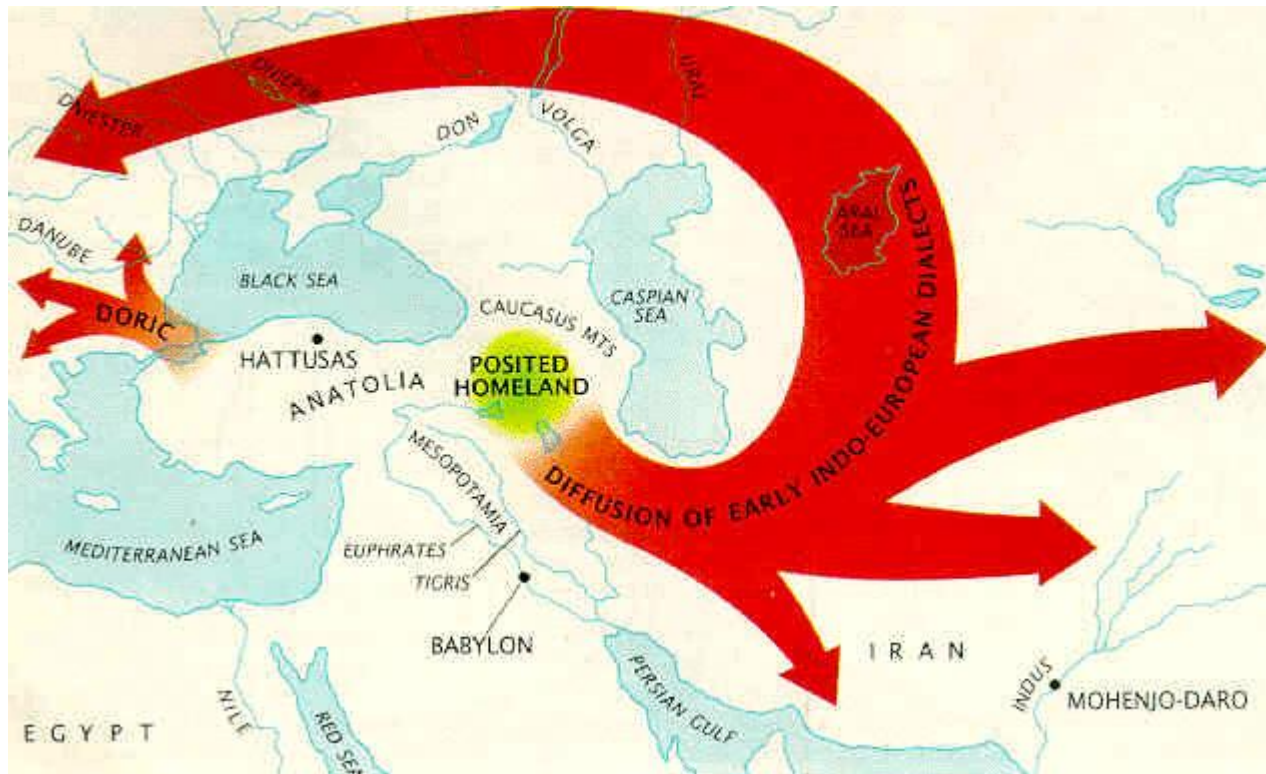 DNIEPER
URAL
DNIESTER
DON
VOLGA
DANUBE
ARAL
SEA
BLACK SEA
CASPIAN
SEA
CAUCASUS MTS
DORIC
HATTUSAS
POSITED
HOMELAND
ANATOLIA
DIFFUSION OF EARLY INDO-EUROPEAN DIALECTS
MESOPOTAMIA
MEDITERRANEAN SEA
EUPHRATES
TIGRIS
BABYLON
IRAN
PERSIAN GULF
INDUS
MOHENJO-DARO
NILE
RED SEA
EGYPT